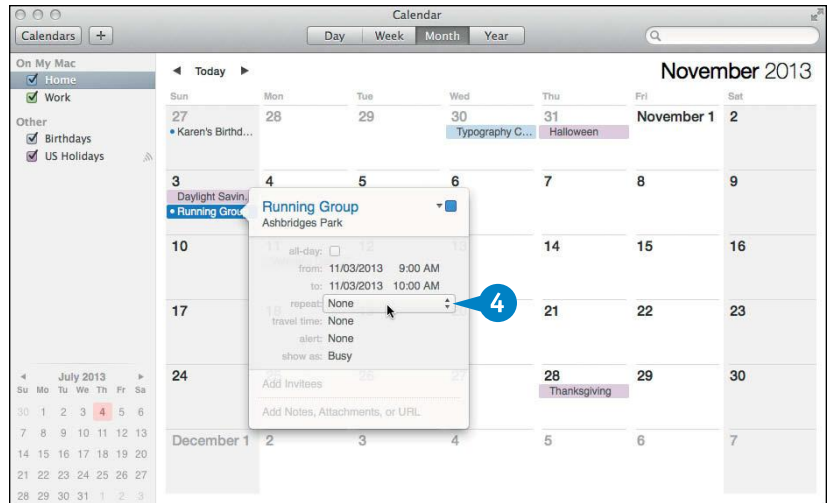 Calendar
Calendars +
Day Week Month Year
On My Mac
Home
Work
Other
Birthdays
US Holidays
Today
November 2013
Sun Mon Tue Wed Thu Fri Sat
27 28 29 30 31 November 1 2
• Karen's Birthd... Typography C... Halloween
3 4 5 6 7 8 9
Daylight Savin.
• Running Grou
Running Group
Ashbridges Park
10 11 12 13 14 15 16
all-day:
from: 11/03/2013 9:00 AM
to: 11/03/2013 10:00 AM
repeat: None
4
travel time: None
alert: None
show as: Busy
17 18 21 22 23
24 26 27 28 29 30
Thanksgiving
Add Invitees
Add Notes, Attachments, or URL
December 1 2 3 4 5 6 7
July 2013
Su Mo Tu We Th Fr Sa
30 1 2 3 4 5 6
7 8 9 10 11 12 13
14 15 16 17 18 19 20
21 22 23 24 25 26 27
28 29 30 31 1 2 3